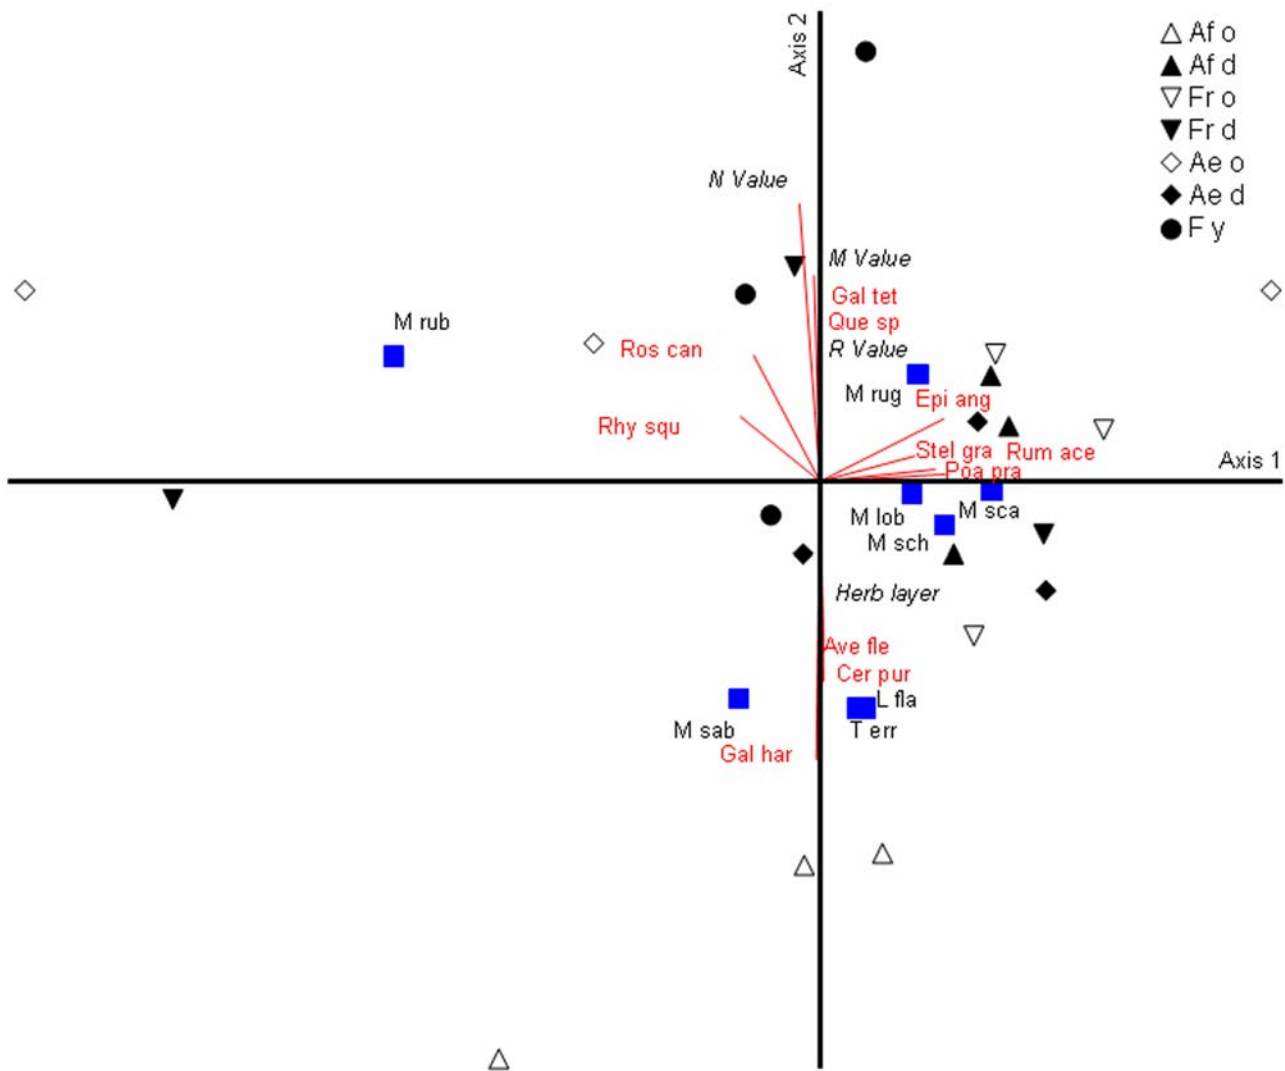 Axis 2
Af o
Af d
Fr o
Fr d
Ae o
Ae d
F y
N Value
M Value
Gal tet
Que sp
M rub
Ros can
R Value
M rug
Epi ang
Rhy squ
Stel gra
Rum ace
Axis 1
Poa pra
M lob
M sca
M sch
Herb layer
Ave fle
Cer pur
L fla
M sab
T err
Gal har